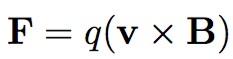 F = q(v × B)